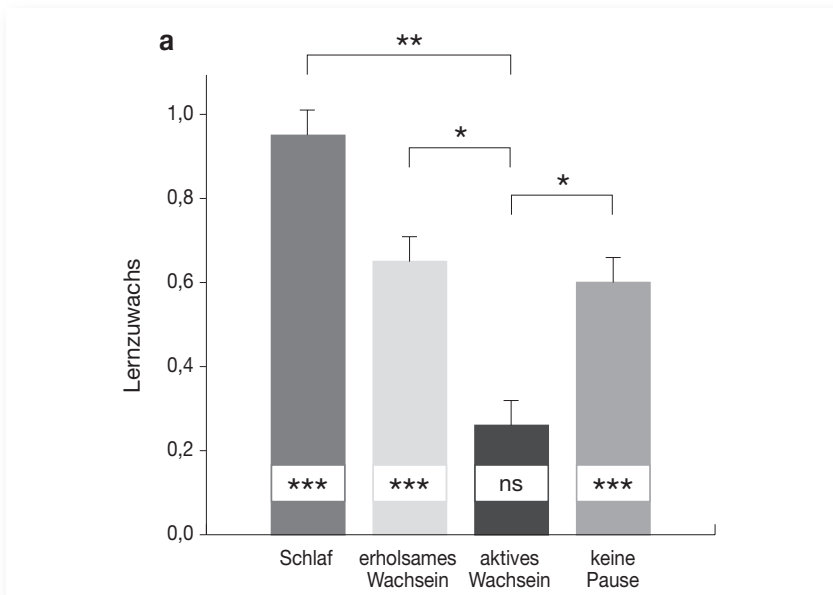 a
**
*
*
1,0
0,8
0,6
0,4
0,2
0,0
Lernzuwachs
***
***
ns
***
Schlaf
erholsames
Wachsein
aktives
Wachsein
keine
Pause